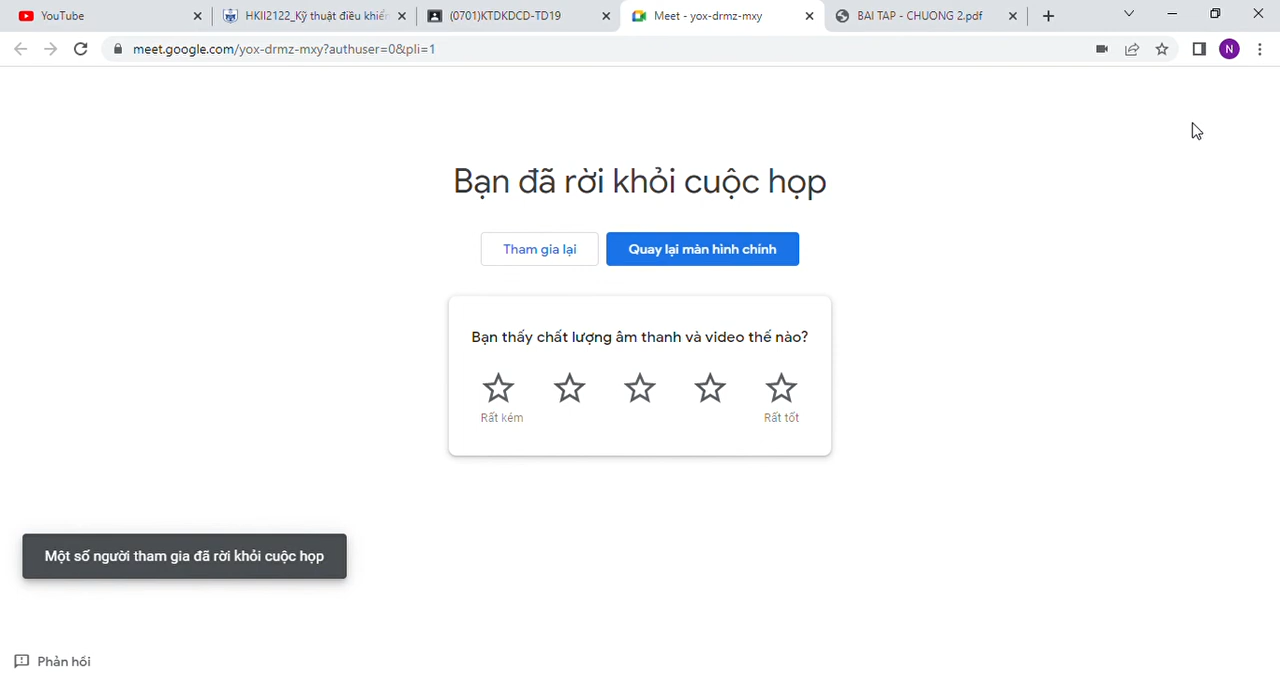 YouTube
HKII2122_Kỹ thuật điều khiển
(0701)KTDKDCD-TD19
Meet - yox-drmz-mxy
BAI TAP - CHUONG 2.pdf
meet.google.com/yox-drmz-mxy?authuser=0&pli=1
N
Bạn đã rời khỏi cuộc họp
Tham gia lại
Quay lại màn hình chính
Bạn thấy chất lượng âm thanh và video thế nào?
Rất kém
Rất tốt
Một số người tham gia đã rời khỏi cuộc họp
Phản hồi